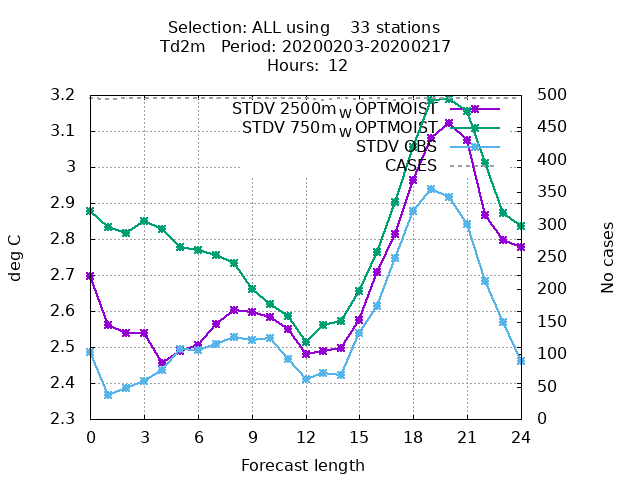 Selection: ALL using 33 stations
Td2m Period: 20200203-20200217
Hours: 12
3.2
3.1
3
2.9
2.8
2.7
2.6
2.5
2.4
2.3
500
450
400
350
300
250
200
150
100
50
0
STDV 2500m_W OPTMOIST
STDV 750m_W OPTMOIST
STDV OBS
CASES
deg C
No cases
0 3 6 9 12 15 18 21 24
Forecast length